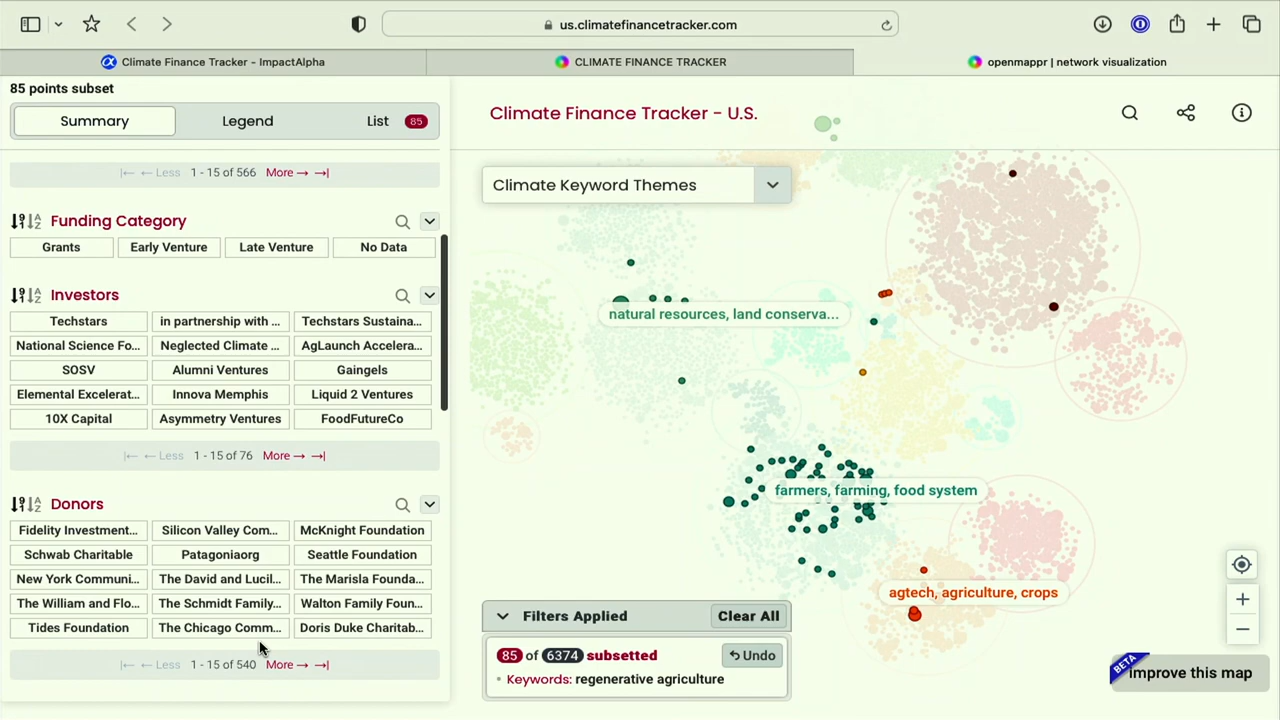 us.climatefinancetracker.com
Climate Finance Tracker - ImpactAlpha
CLIMATE FINANCE TRACKER
openmappr | network visualization
85 points subset
Summary
Legend
List 85
|← ← Less 1 - 15 of 566 More → →|
Funding Category
Grants
Early Venture
Late Venture
No Data
Investors
Techstars
in partnership with ...
Techstars Sustaina...
National Science Fo...
Neglected Climate ...
AgLaunch Accelera...
SOSV
Alumni Ventures
Gaingels
Elemental Excelerat...
Innova Memphis
Liquid 2 Ventures
10X Capital
Asymmetry Ventures
FoodFutureCo
|← ← Less 1 - 15 of 76 More → →|
Donors
Fidelity Investment...
Silicon Valley Com...
McKnight Foundation
Schwab Charitable
Patagoniaorg
Seattle Foundation
New York Communi...
The David and Lucil...
The Marisla Founda...
The William and Flo...
The Schmidt Family...
Walton Family Foun...
Tides Foundation
The Chicago Comm...
Doris Duke Charitab...
|← ← Less 1 - 15 of 540 More → →|
Climate Finance Tracker - U.S.
Climate Keyword Themes
natural resources, land conserva...
farmers, farming, food system
agtech, agriculture, crops
Filters Applied
Clear All
85 of 6374 subsetted
Undo
• Keywords: regenerative agriculture
BETA
Improve this map